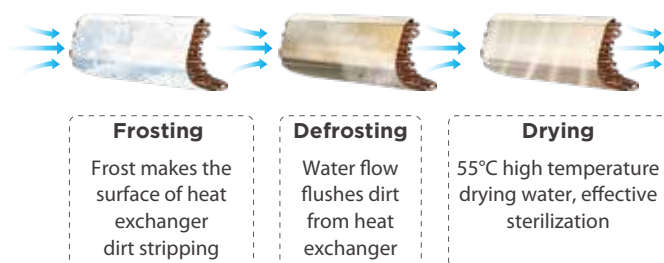 Frosting
Frost makes the
surface of heat
exchanger
dirt stripping
Defrosting
Water flow
flushes dirt
from heat
exchanger
Drying
55°C high temperature
drying water, effective
sterilization